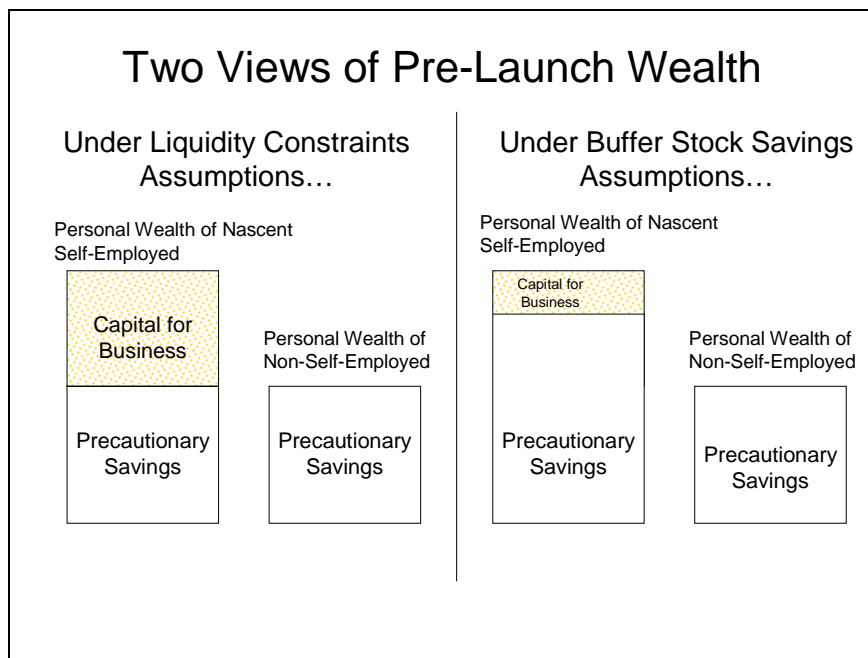 Two Views of Pre-Launch Wealth
Under Liquidity Constraints
Assumptions…
Personal Wealth of Nascent
Self-Employed
Capital for
Business
Personal Wealth of
Non-Self-Employed
Precautionary
Savings
Precautionary
Savings
Under Buffer Stock Savings
Assumptions…
Personal Wealth of Nascent
Self-Employed
Capital for
Business
Personal Wealth of
Non-Self-Employed
Precautionary
Savings
Precautionary
Savings